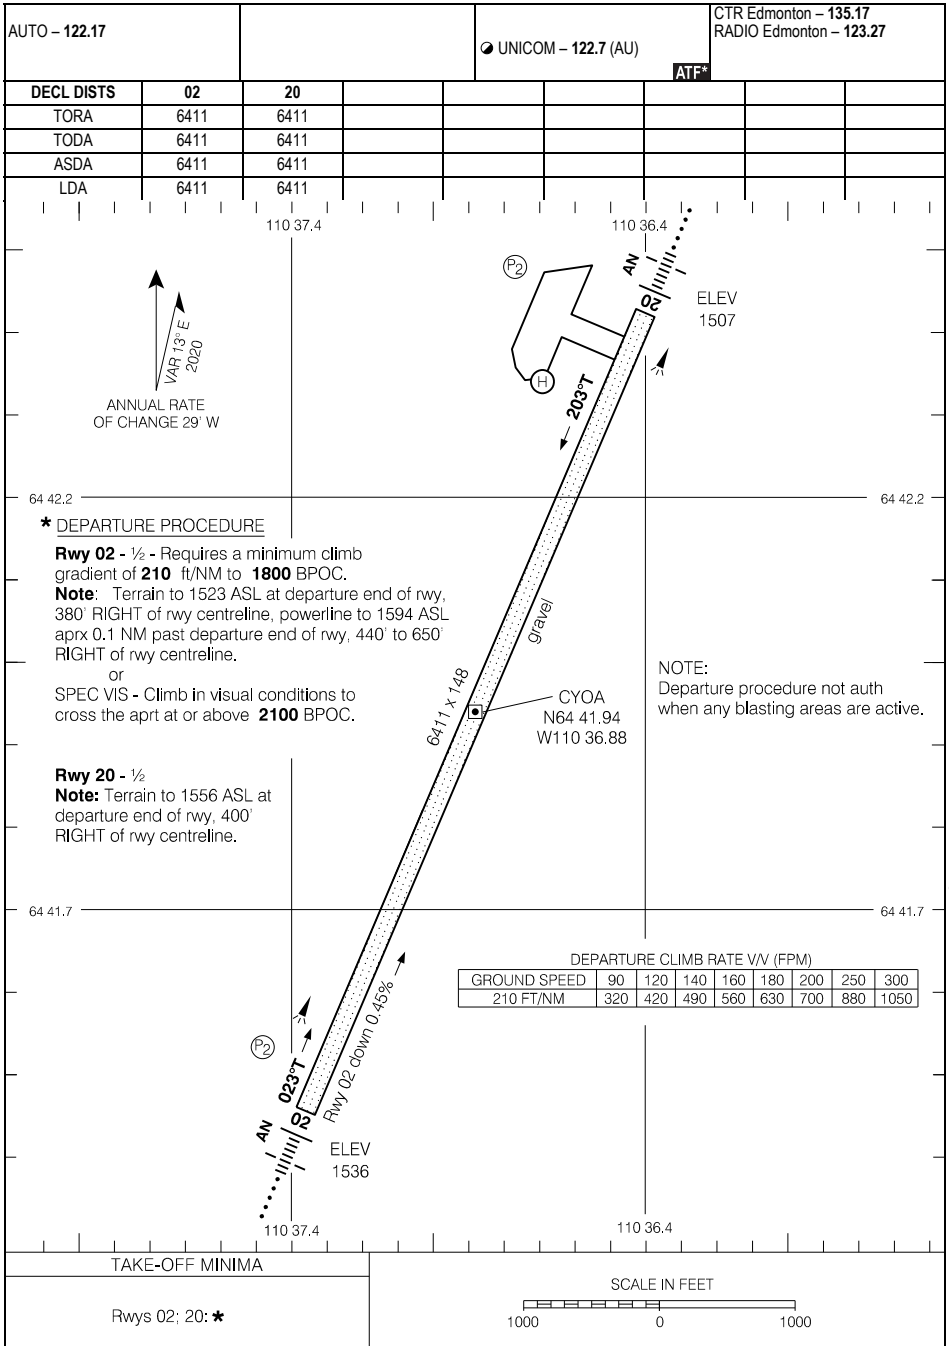 AUTO – 122.17
UNICOM – 122.7 (AU)
ATF*
CTR Edmonton – 135.17
RADIO Edmonton – 123.27
DECL DISTS 02 20
TORA 6411 6411
TODA 6411 6411
ASDA 6411 6411
LDA 6411 6411
110 37.4 110 36.4
P2
AN
20
ELEV
1507
VAR 13° E
2020
ANNUAL RATE
OF CHANGE 29' W
H
203°T
64 42.2 64 42.2
* DEPARTURE PROCEDURE
Rwy 02 - ½ - Requires a minimum climb
gradient of 210 ft/NM to 1800 BPOC.
Note: Terrain to 1523 ASL at departure end of rwy,
380' RIGHT of rwy centreline, powerline to 1594 ASL
aprx 0.1 NM past departure end of rwy, 440' to 650'
RIGHT of rwy centreline.
or
SPEC VIS - Climb in visual conditions to
cross the aprt at or above 2100 BPOC.
Rwy 20 - ½
Note: Terrain to 1556 ASL at
departure end of rwy, 400'
RIGHT of rwy centreline.
gravel
6411 x 148
CYOA
N64 41.94
W110 36.88
NOTE:
Departure procedure not auth
when any blasting areas are active.
64 41.7 64 41.7
DEPARTURE CLIMB RATE V/V (FPM)
GROUND SPEED 90 120 140 160 180 200 250 300
210 FT/NM 320 420 490 560 630 700 880 1050
Rwy 02 down 0.45%
P2
023°T
02
AN
ELEV
1536
110 37.4 110 36.4
TAKE-OFF MINIMA
Rwys 02; 20: *
SCALE IN FEET
1000 0 1000